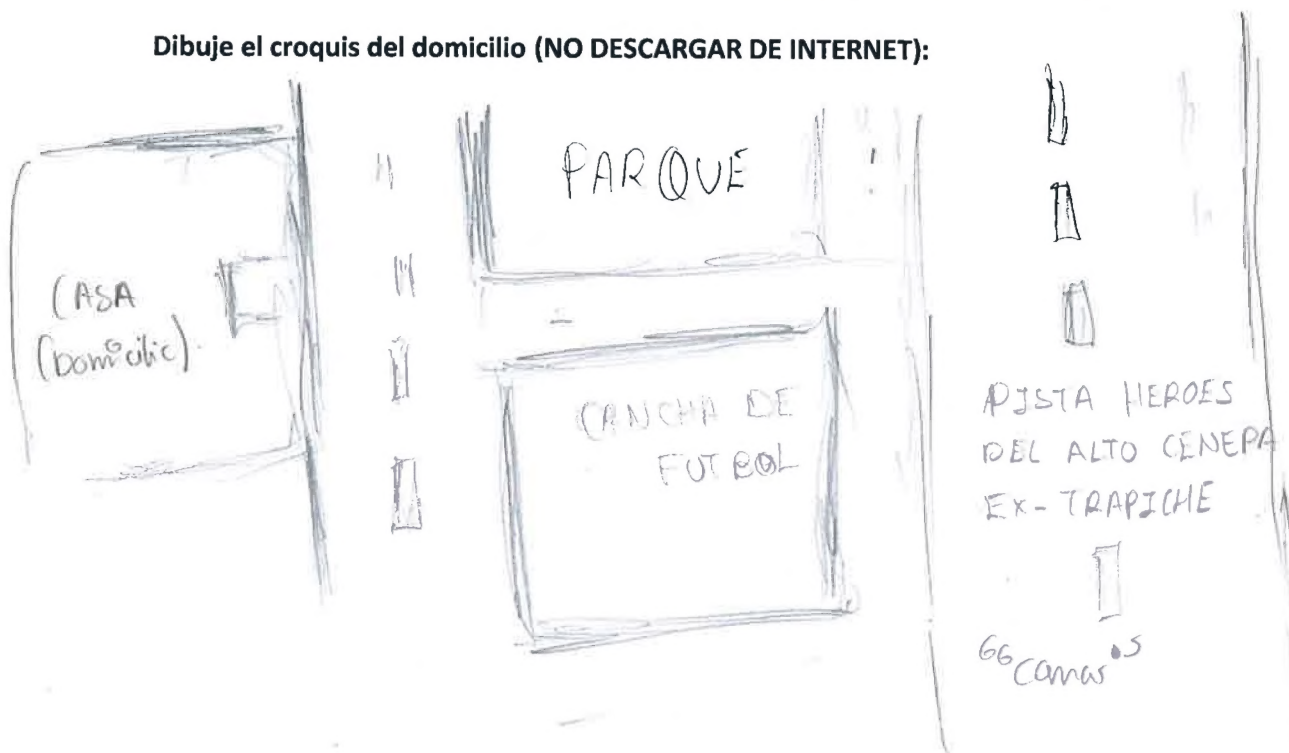 Dibuje el croquis del domicilio (NO DESCARGAR DE INTERNET):
PARQUE
CASA
(Domicilio).
CANCHA DE
FUTBOL
PISTA HEROES
DEL ALTO CENEPA
EX-TRAPICHE